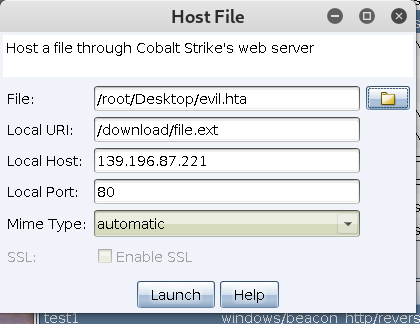 Host File
Host a file through Cobalt Strike's web server
File: /root/Desktop/evil.hta
Local URI: /download/file.ext
Local Host: 139.196.87.221
Local Port: 80
Mime Type: automatic
SSL: Enable SSL
Launch Help
test1 windows/beacon_http/revers